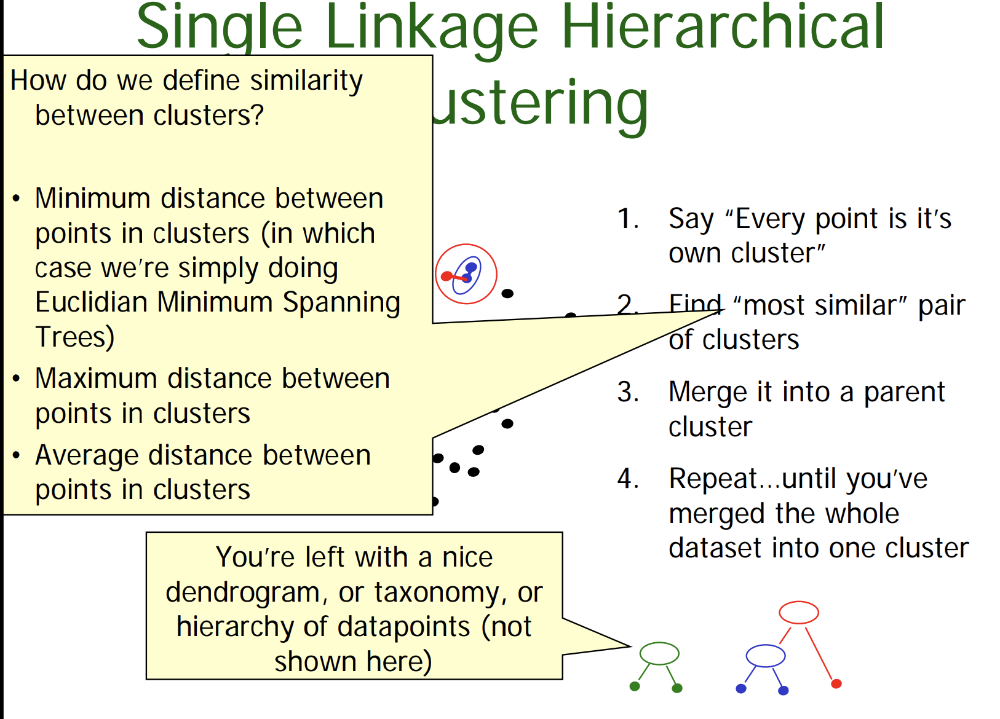 Single Linkage Hierarchical
ustering
How do we define similarity
between clusters?
• Minimum distance between
points in clusters (in which
case we're simply doing
Euclidian Minimum Spanning
Trees)
• Maximum distance between
points in clusters
• Average distance between
points in clusters
1. Say “Every point is it's
own cluster”
2. Find “most similar” pair
of clusters
3. Merge it into a parent
cluster
4. Repeat...until you've
merged the whole
dataset into one cluster
You're left with a nice
dendrogram, or taxonomy, or
hierarchy of datapoints (not
shown here)